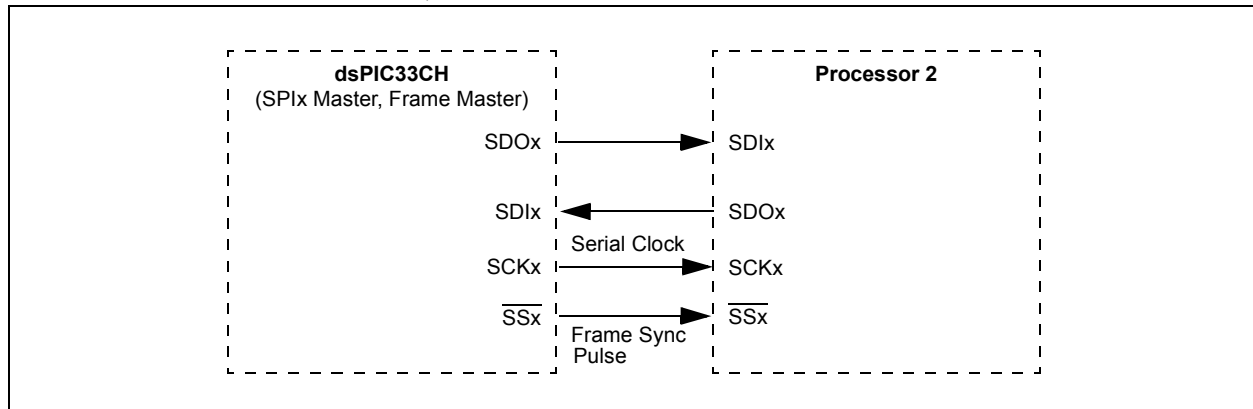 dsPIC33CH
(SPIx Master, Frame Master)
Processor 2
SDOx
SDIx
SDIx
SDOx
Serial Clock
SCKx
SCKx
SSx
SSx
Frame Sync
Pulse